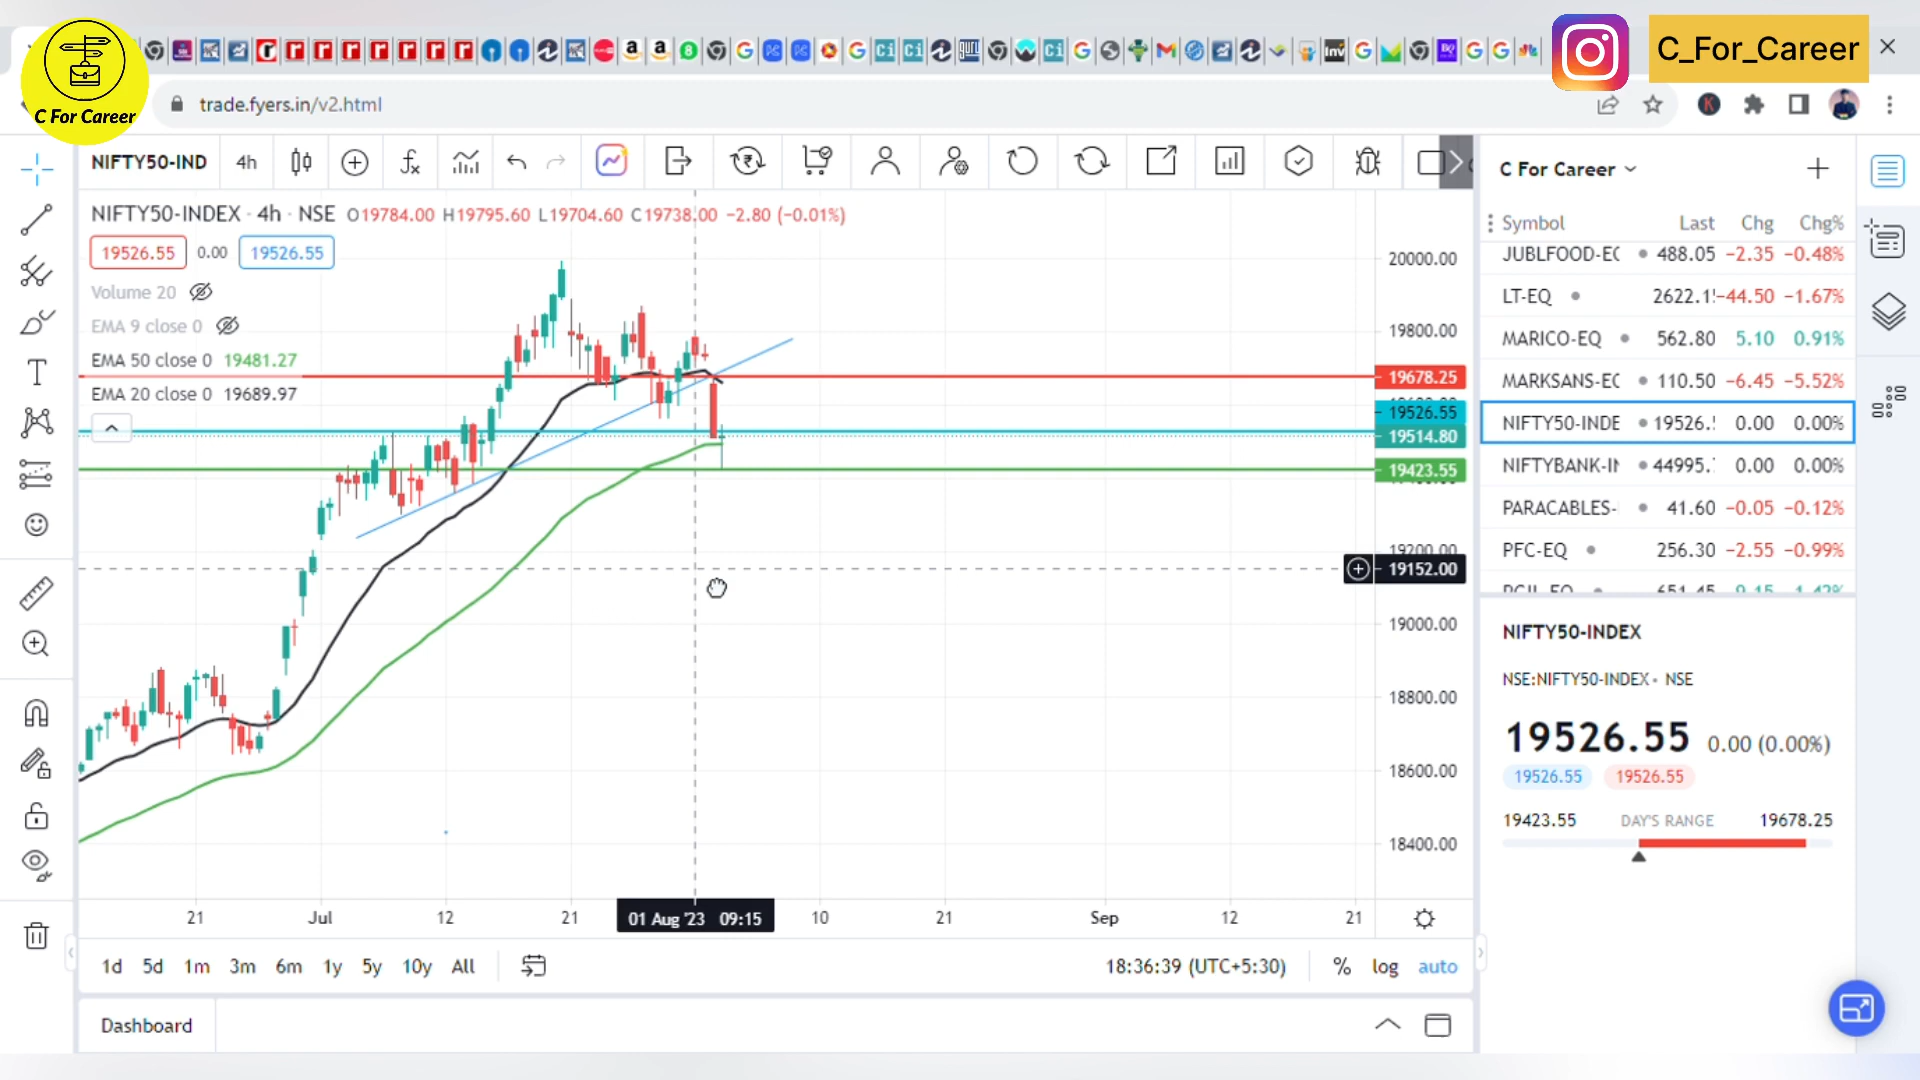 C For Career
C_For_Career
trade.fyers.in/v2.html
NIFTY50-IND
4h
C For Career
NIFTY50-INDEX · 4h · NSE O19784.00 H19795.60 L19704.60 C19738.00 −2.80 (−0.01%)
19526.55 0.00 19526.55
Volume 20
EMA 9 close 0
EMA 50 close 0 19481.27
EMA 20 close 0 19689.97
20000.00
19800.00
19678.25
19526.55
19514.80
19423.55
19200.00
19152.00
19000.00
18800.00
18600.00
18400.00
21 Jul 12 21 01 Aug '23 09:15 10 21 Sep 12 21
1d 5d 1m 3m 6m 1y 5y 10y All
18:36:39 (UTC+5:30) % log auto
Dashboard
Symbol Last Chg Chg%
JUBLFOOD-EQ 488.05 −2.35 −0.48%
LT-EQ 2622.1 −44.50 −1.67%
MARICO-EQ 562.80 5.10 0.91%
MARKSANS-EQ 110.50 −6.45 −5.52%
NIFTY50-INDE 19526. 0.00 0.00%
NIFTYBANK-IN 44995. 0.00 0.00%
PARACABLES- 41.60 −0.05 −0.12%
PFC-EQ 256.30 −2.55 −0.99%
NIFTY50-INDEX
NSE:NIFTY50-INDEX • NSE
19526.55 0.00 (0.00%)
19526.55 19526.55
19423.55 DAY'S RANGE 19678.25